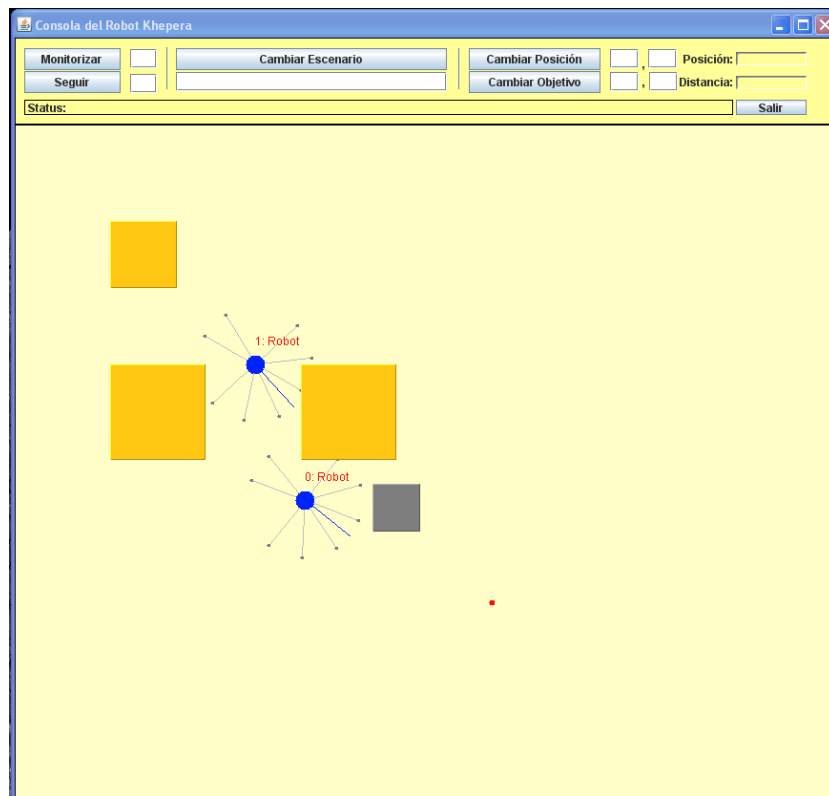 Consola del Robot Khepera
Monitorizar Cambiar Escenario Cambiar Posición , Posición:
Seguir Cambiar Objetivo , Distancia:
Status: Salir
1: Robot
0: Robot